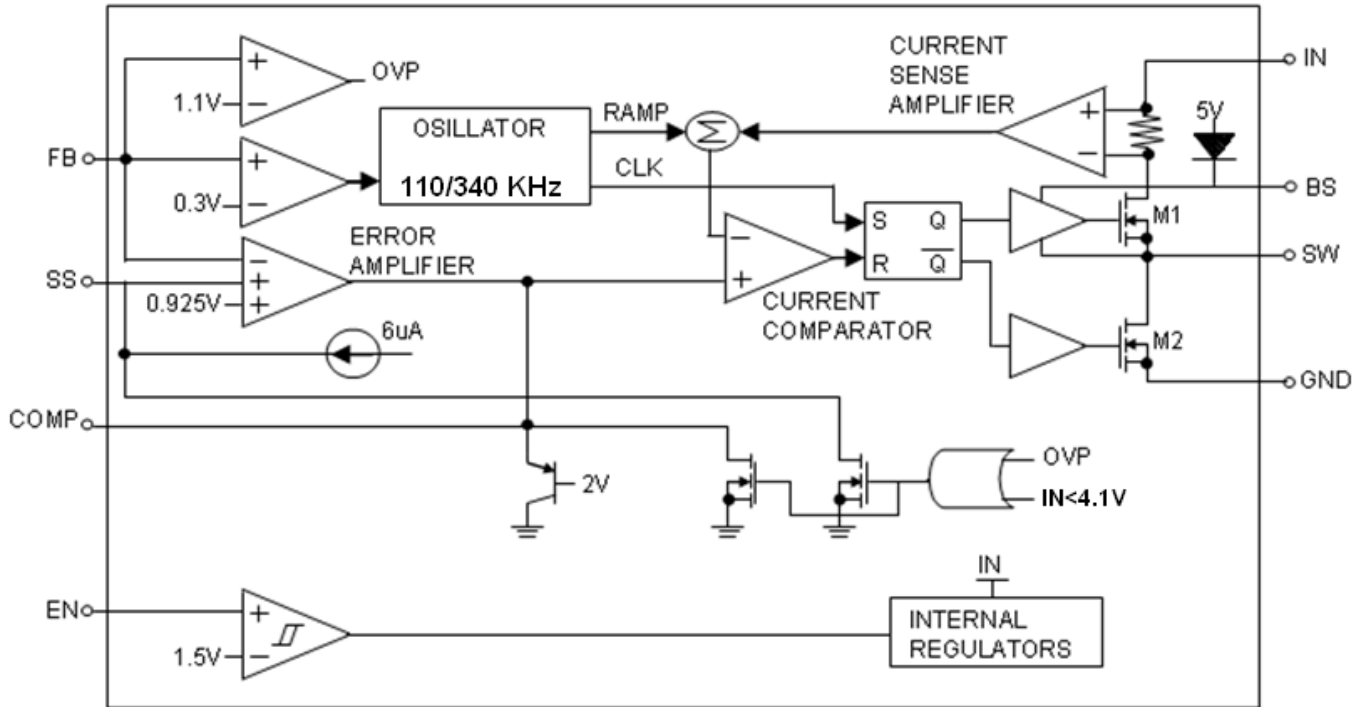 CURRENT
SENSE
AMPLIFIER
IN
+
OVP
1.1V
−
OSILLATOR
110/340 KHz
RAMP
Σ
+
−
5V
FB
+
0.3V
−
CLK
BS
S Q
R Q
M1
ERROR
AMPLIFIER
−
+
+
SS
0.925V
−
+
CURRENT
COMPARATOR
SW
6uA
M2
GND
COMP
2V
OVP
IN<4.1V
EN
+
1.5V
−
IN
INTERNAL
REGULATORS